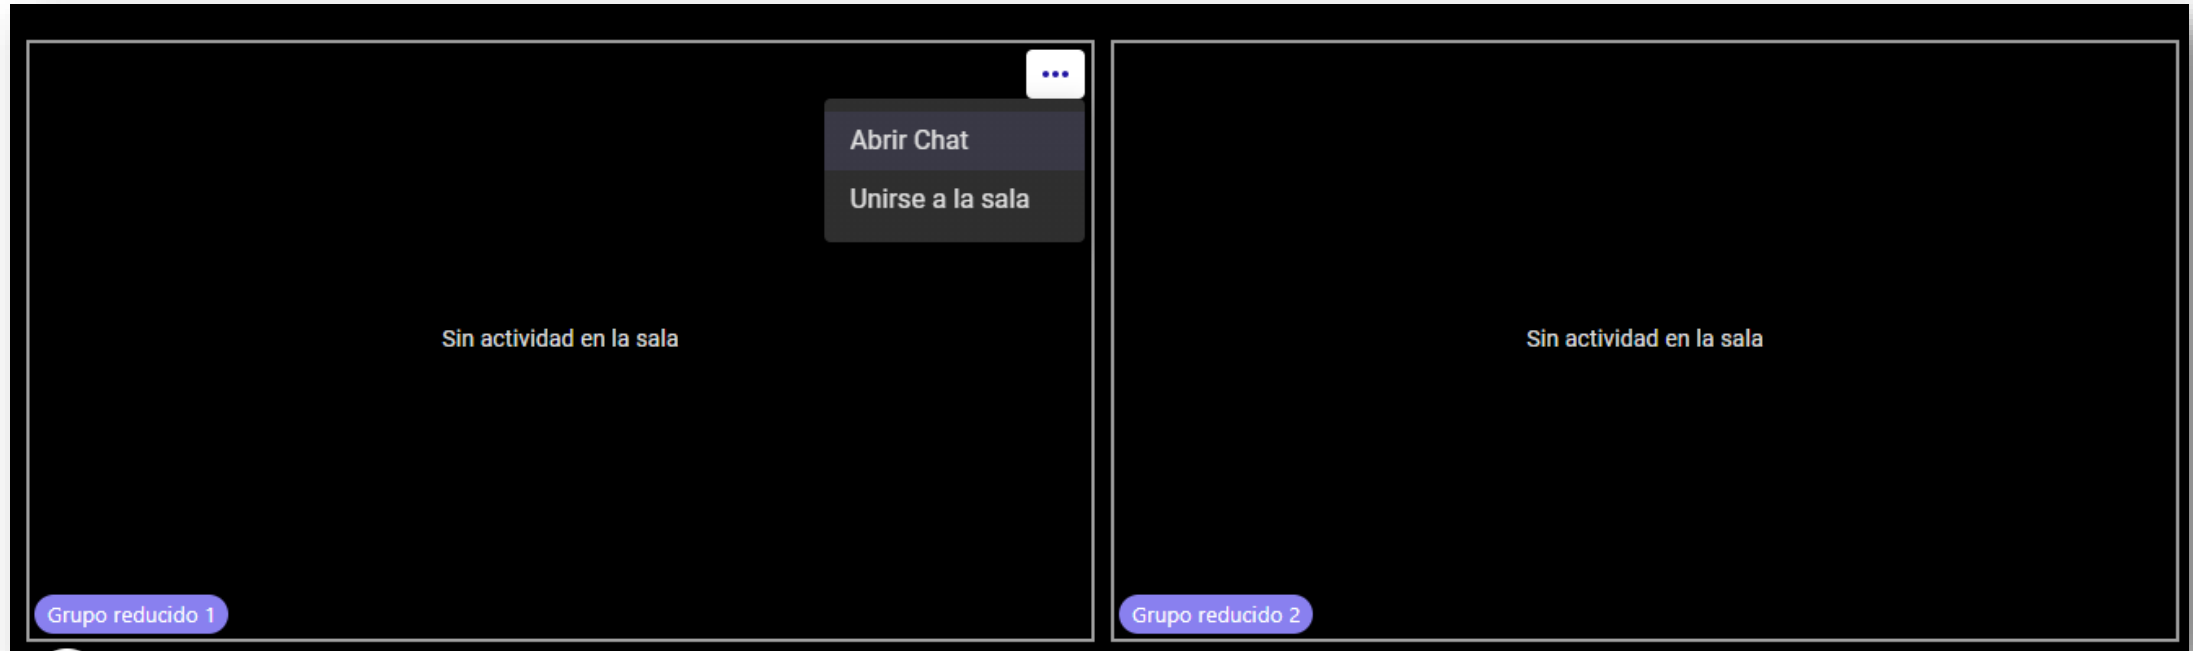 Abrir Chat
Unirse a la sala
Sin actividad en la sala
Grupo reducido 1
Sin actividad en la sala
Grupo reducido 2